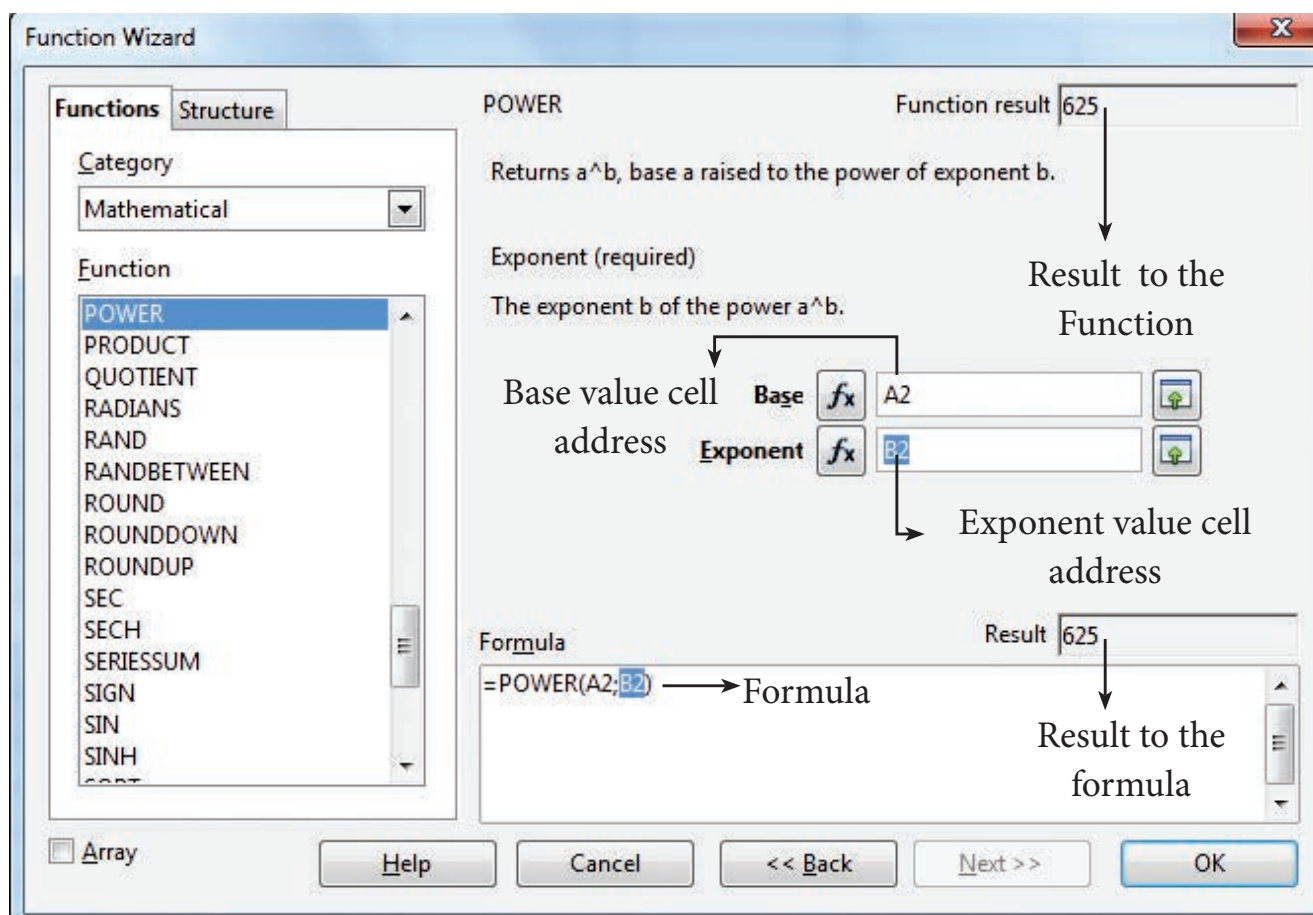 Function Wizard
Functions
Structure
Category
Mathematical
Function
POWER
PRODUCT
QUOTIENT
RADIANS
RAND
RANDBETWEEN
ROUND
ROUNDDOWN
ROUNDUP
SEC
SECH
SERIESSUM
SIGN
SIN
SINH
POWER
Function result 625
Returns a^b, base a raised to the power of exponent b.
Exponent (required)
The exponent b of the power a^b.
Result to the
Function
Base value cell
address
Base fx A2
Exponent fx B2
Exponent value cell
address
Result 625
Formula
=POWER(A2;B2)
Formula
Result to the
formula
Array
Help
Cancel
<< Back
Next >>
OK